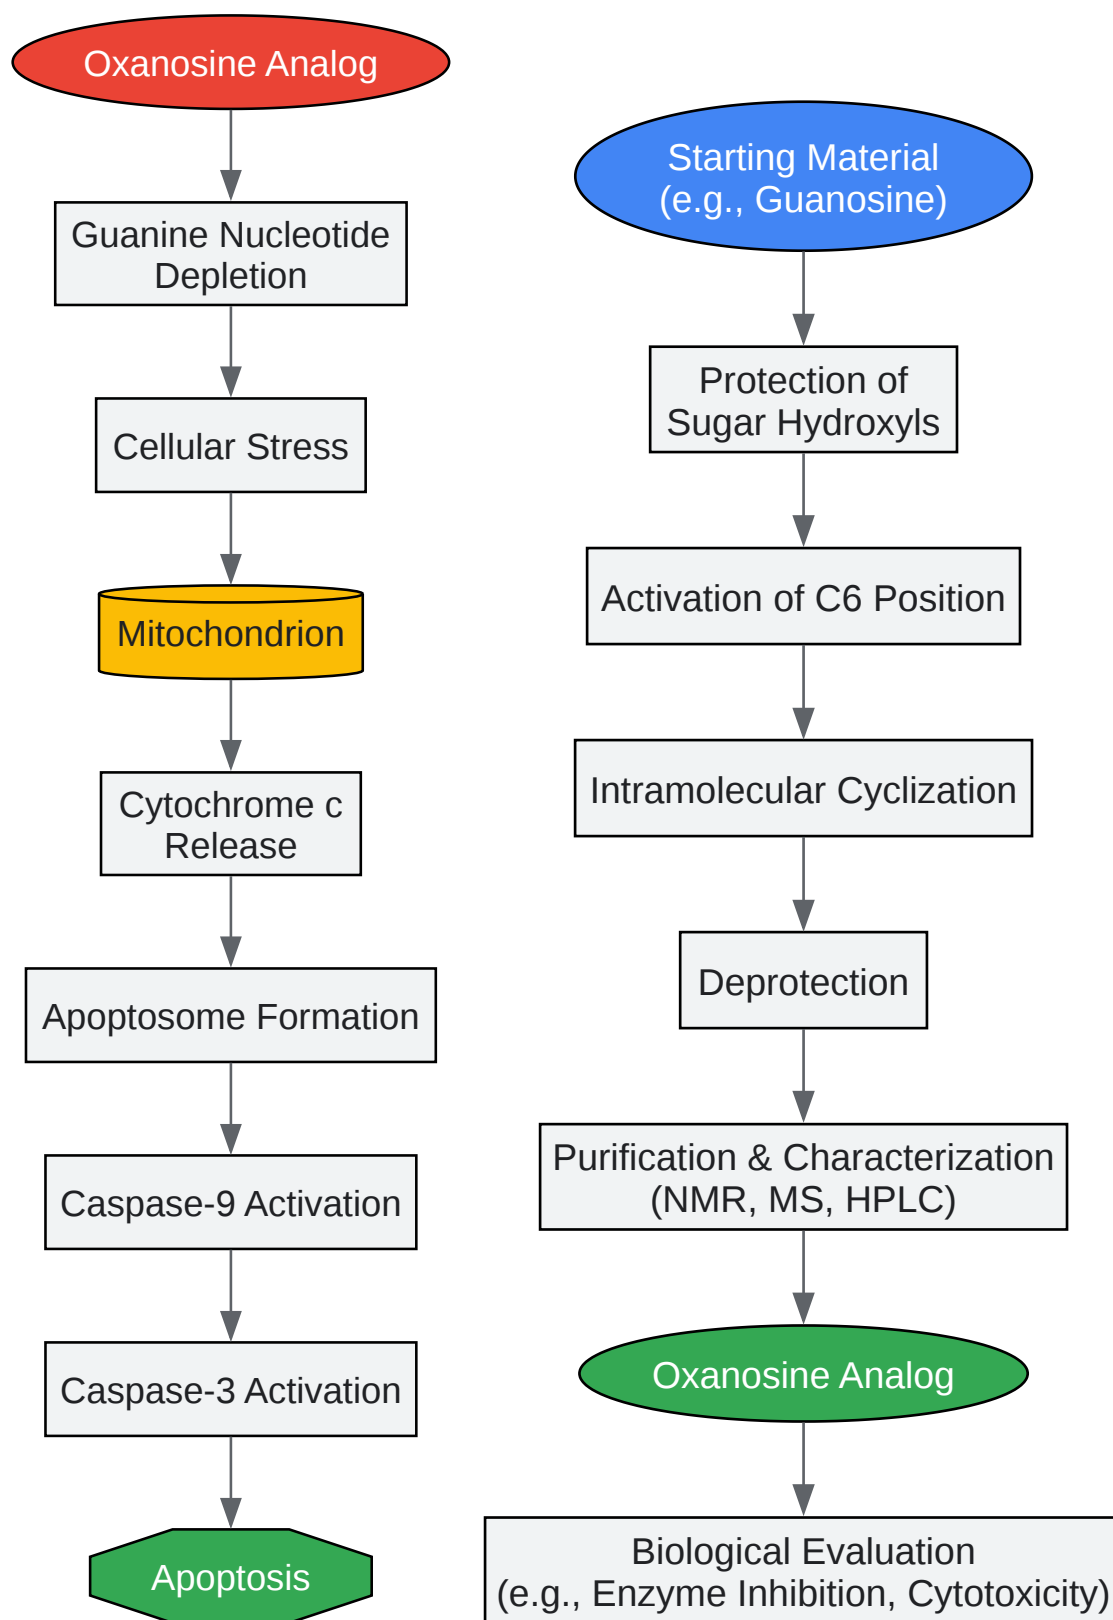 Oxanosine Analog
Guanine Nucleotide
Depletion
Cellular Stress
Mitochondrion
Cytochrome c
Release
Apoptosome Formation
Caspase-9 Activation
Caspase-3 Activation
Apoptosis
Starting Material
(e.g., Guanosine)
Protection of
Sugar Hydroxyls
Activation of C6 Position
Intramolecular Cyclization
Deprotection
Purification & Characterization
(NMR, MS, HPLC)
Oxanosine Analog
Biological Evaluation
(e.g., Enzyme Inhibition, Cytotoxicity)